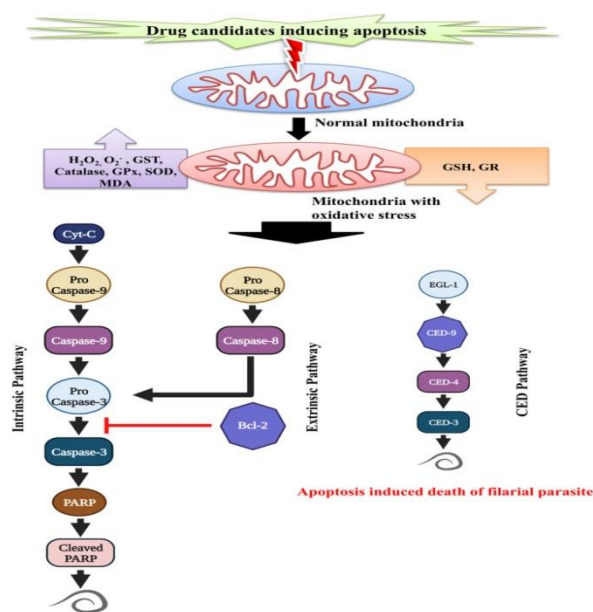 Drug candidates inducing apoptosis
Normal mitochondria
H₂O₂, O₂⁻ , GST,
Catalase, GPx, SOD,
MDA
GSH, GR
Mitochondria with
oxidative stress
Cyt-C
Pro
Caspase-9
Caspase-9
Pro
Caspase-3
Caspase-3
PARP
Cleaved
PARP
Intrinsic Pathway
Pro
Caspase-8
Caspase-8
Bcl-2
Extrinsic Pathway
EGL-1
CED-9
CED-4
CED-3
CED Pathway
Apoptosis induced death of filarial parasite